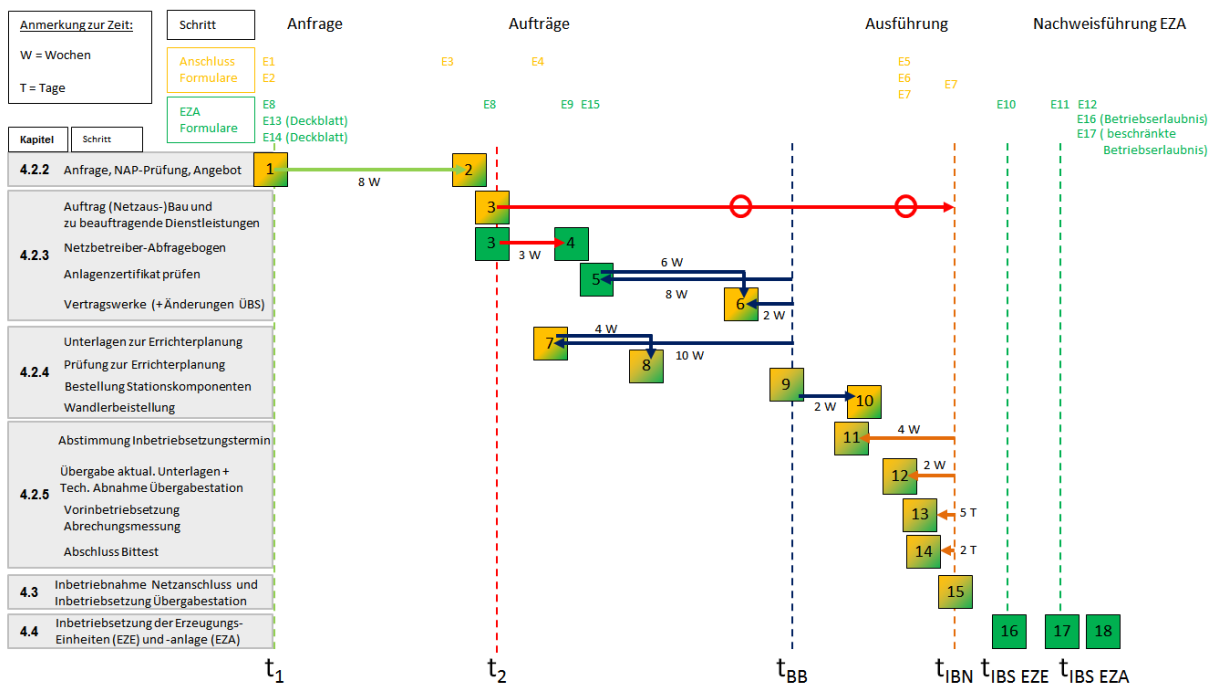 Anmerkung zur Zeit:
W = Wochen
T = Tage
Schritt
Anfrage
Aufträge
Ausführung
Nachweisführung EZA
Anschluss
Formulare
E1
E2
E3
E4
E5
E6
E7
E7
EZA
Formulare
E8
E13 (Deckblatt)
E14 (Deckblatt)
E8
E9
E15
E10
E11
E12
E16 (Betriebserlaubnis)
E17 ( beschränkte
Betriebserlaubnis)
Kapitel
Schritt
4.2.2
Anfrage, NAP-Prüfung, Angebot
1
8 W
2
4.2.3
Auftrag (Netzaus-)Bau und
zu beauftragende Dienstleistungen
3
Netzbetreiber-Abfragebogen
3
3 W
4
Anlagenzertifikat prüfen
5
6 W
8 W
Vertragswerke (+Änderungen ÜBS)
6
2 W
4.2.4
Unterlagen zur Errichterplanung
7
4 W
10 W
Prüfung zur Errichterplanung
8
Bestellung Stationskomponenten
9
Wandlerbeistellung
2 W
10
4.2.5
Abstimmung Inbetriebsetzungstermin
11
4 W
Übergabe aktual. Unterlagen +
Tech. Abnahme Übergabestation
12
2 W
Vorinbetriebsetzung
Abrechungsmessung
13
5 T
Abschluss Bittest
14
2 T
4.3
Inbetriebnahme Netzanschluss und
Inbetriebsetzung Übergabestation
15
4.4
Inbetriebsetzung der Erzeugungs-
Einheiten (EZE) und -anlage (EZA)
16
17
18
t1
t2
tBB
tIBN
tIBS EZE
tIBS EZA